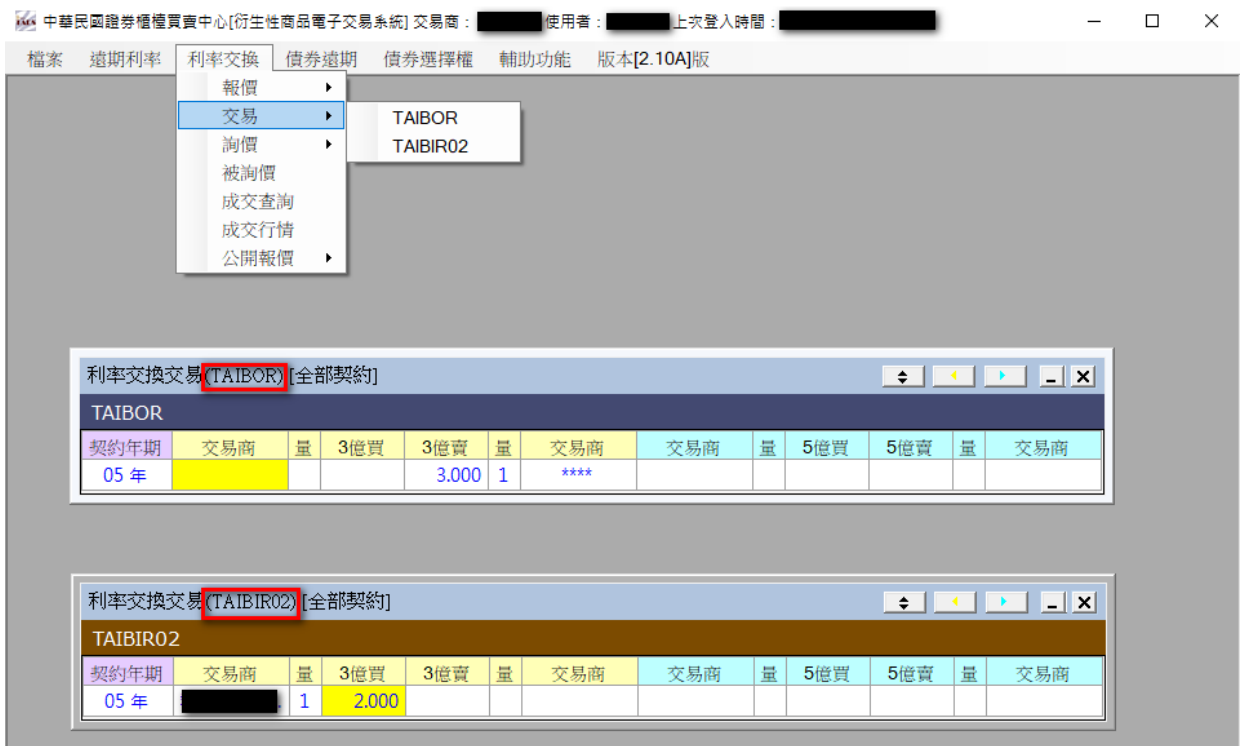 中華民國證券櫃檯買賣中心[衍生性商品電子交易系統] 交易商： 使用者： 上次登入時間：
檔案 遠期利率 利率交換 債券遠期 債券選擇權 輔助功能 版本[2.10A]版
報價
交易 TAIBOR
詢價 TAIBIR02
被詢價
成交查詢
成交行情
公開報價
利率交換交易(TAIBOR) [全部契約]
TAIBOR
契約年期 交易商 量 3億買 3億賣 量 交易商 交易商 量 5億買 5億賣 量 交易商
05 年 3.000 1 ****
利率交換交易(TAIBIR02) [全部契約]
TAIBIR02
契約年期 交易商 量 3億買 3億賣 量 交易商 交易商 量 5億買 5億賣 量 交易商
05 年 1 2.000